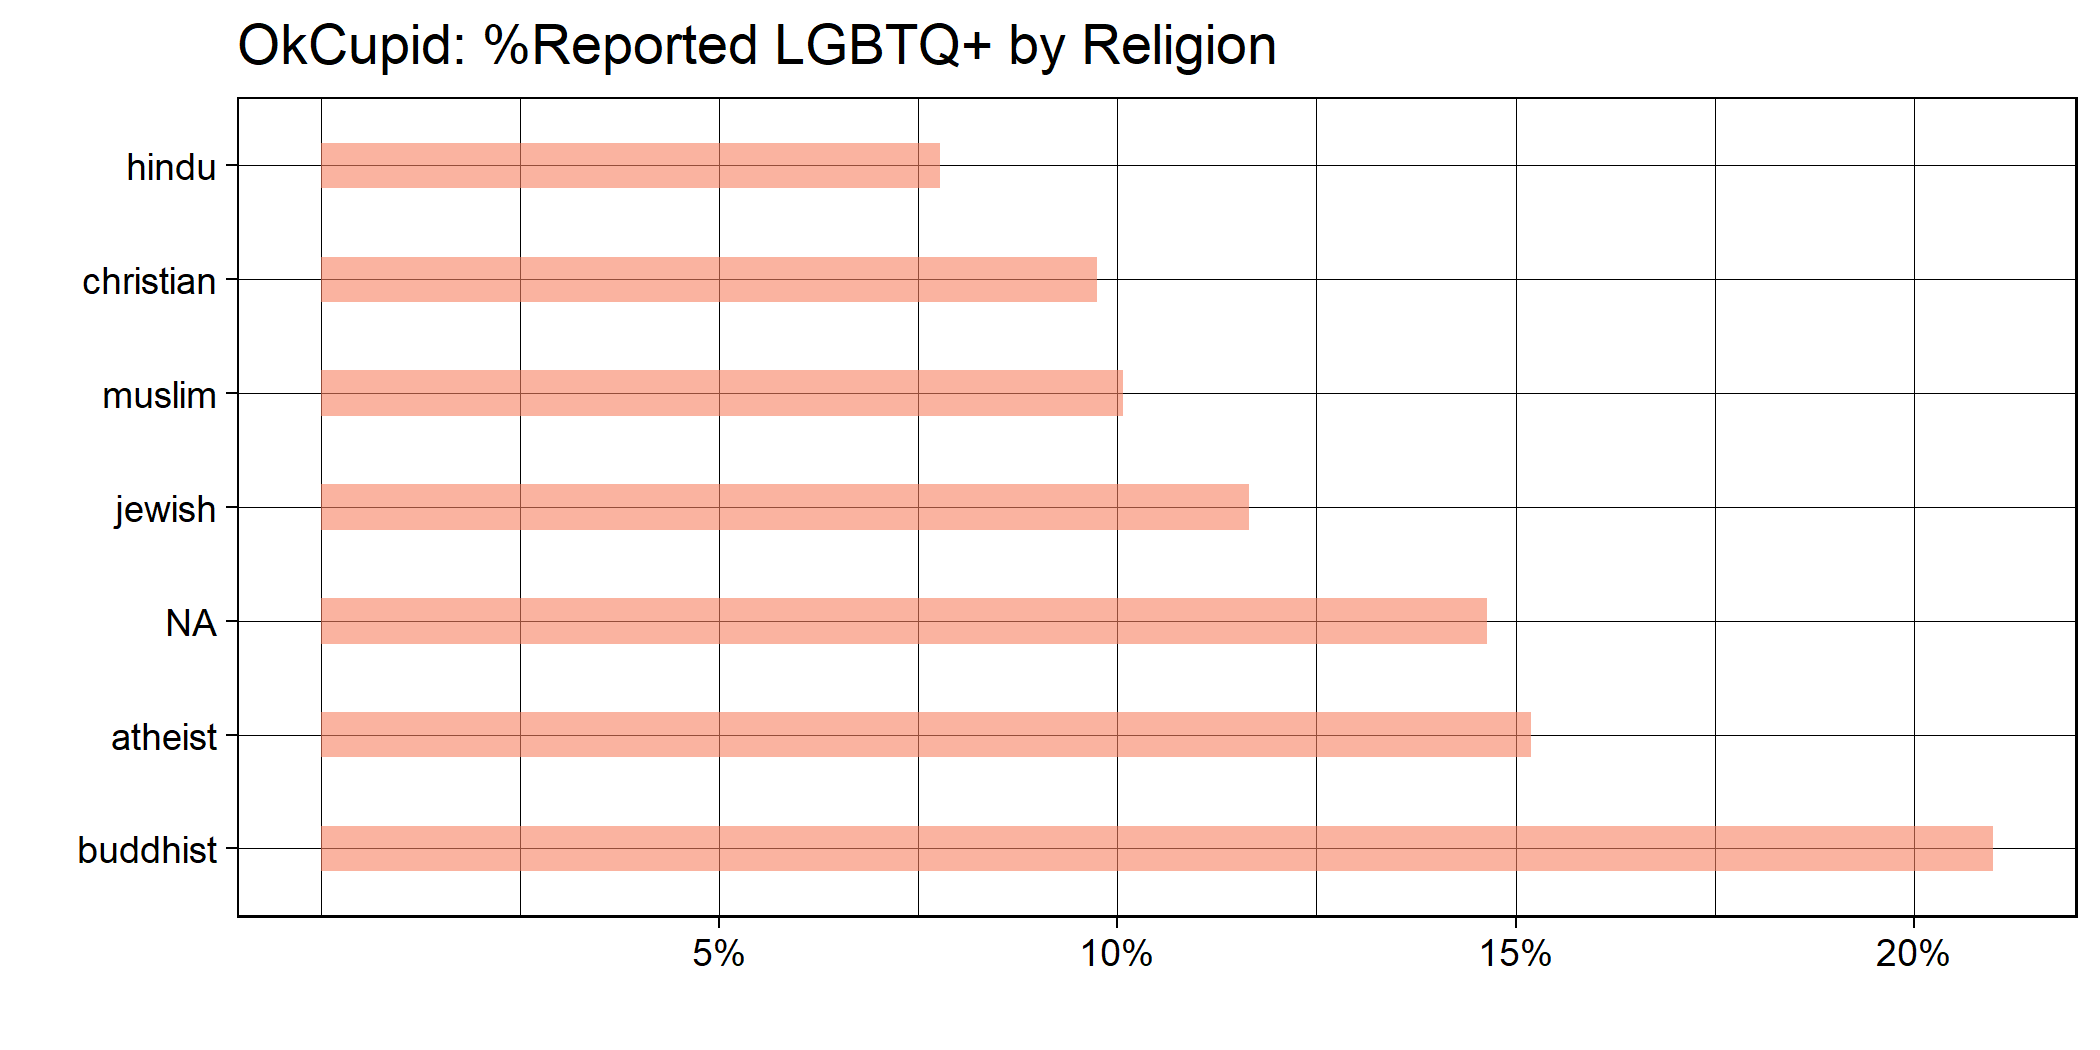 OkCupid: %Reported LGBTQ+ by Religion
hindu
christian
muslim
jewish
NA
atheist
buddhist
5% 10% 15% 20%